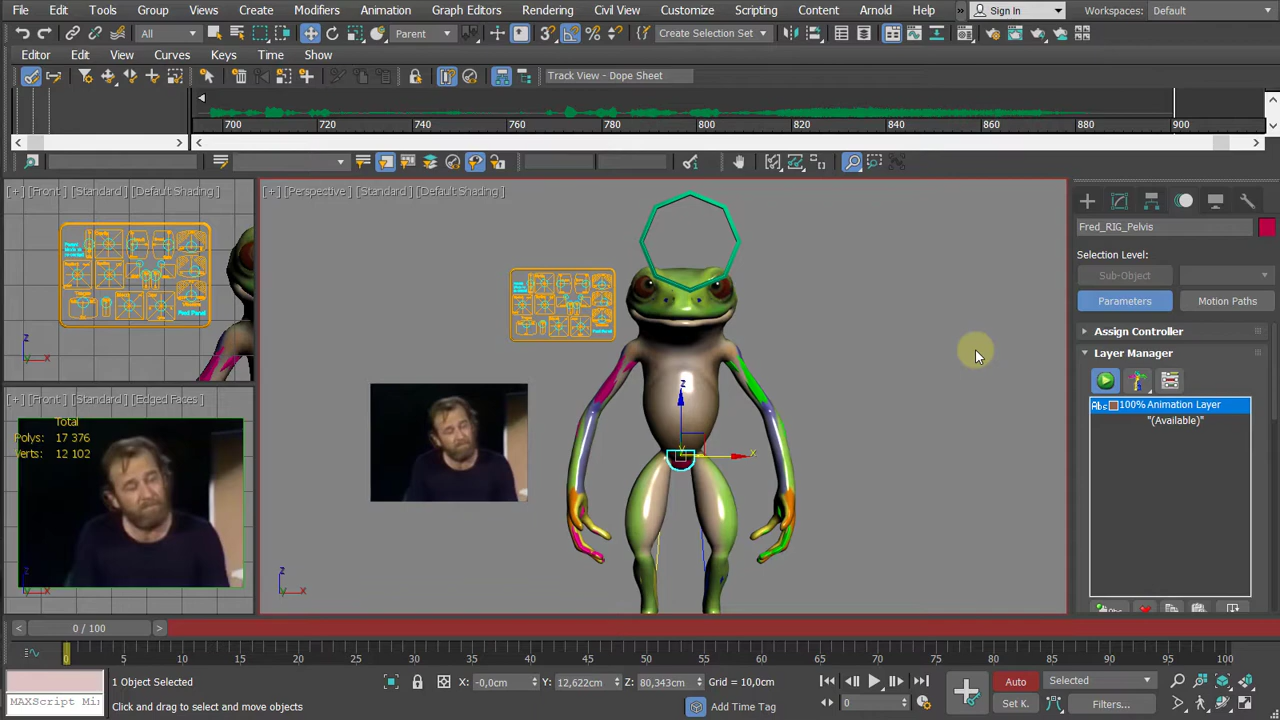 File Edit Tools Group Views Create Modifiers Animation Graph Editors Rendering Civil View Customize Scripting Content Arnold Help » Sign In Workspaces: Default
All Parent Create Selection Set
Editor Edit View Curves Keys Time Show
Track View - Dope Sheet
700 720 740 760 780 800 820 840 860 880 900
[+] [Front] [Standard] [Default Shading]
[+] [Perspective] [Standard] [Default Shading]
Fred_RIG_Pelvis
Selection Level:
Sub-Object
Parameters Motion Paths
Assign Controller
Layer Manager
Abs 100% Animation Layer
"(Available)"
[+] [Front] [Standard] [Edged Faces]
Total
Polys: 17 376
Verts: 12 102
z
x
z
x
z
x
z
x
< 0 / 100 >
0 5 10 15 20 25 30 35 40 45 50 55 60 65 70 75 80 85 90 95 100
1 Object Selected X: -0,0cm Y: 12,622cm Z: 80,343cm Grid = 10,0cm Auto Selected
MAXScript Mi Click and drag to select and move objects Add Time Tag 0 Set K. Filters...